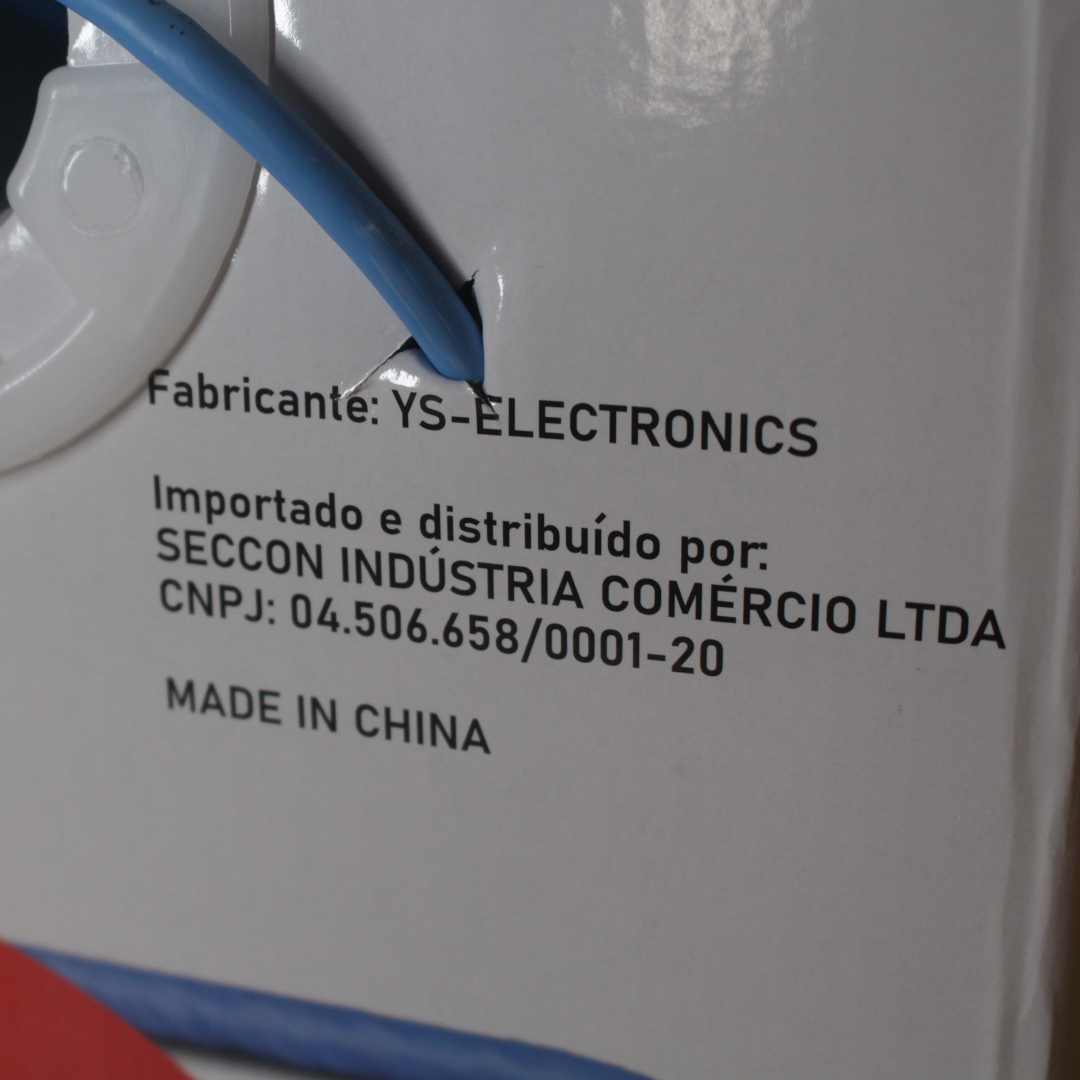 Fabricante: YS-ELECTRONICS
Importado e distribuído por:
SECCON INDÚSTRIA COMÉRCIO LTDA
CNPJ: 04.506.658/0001-20
MADE IN CHINA